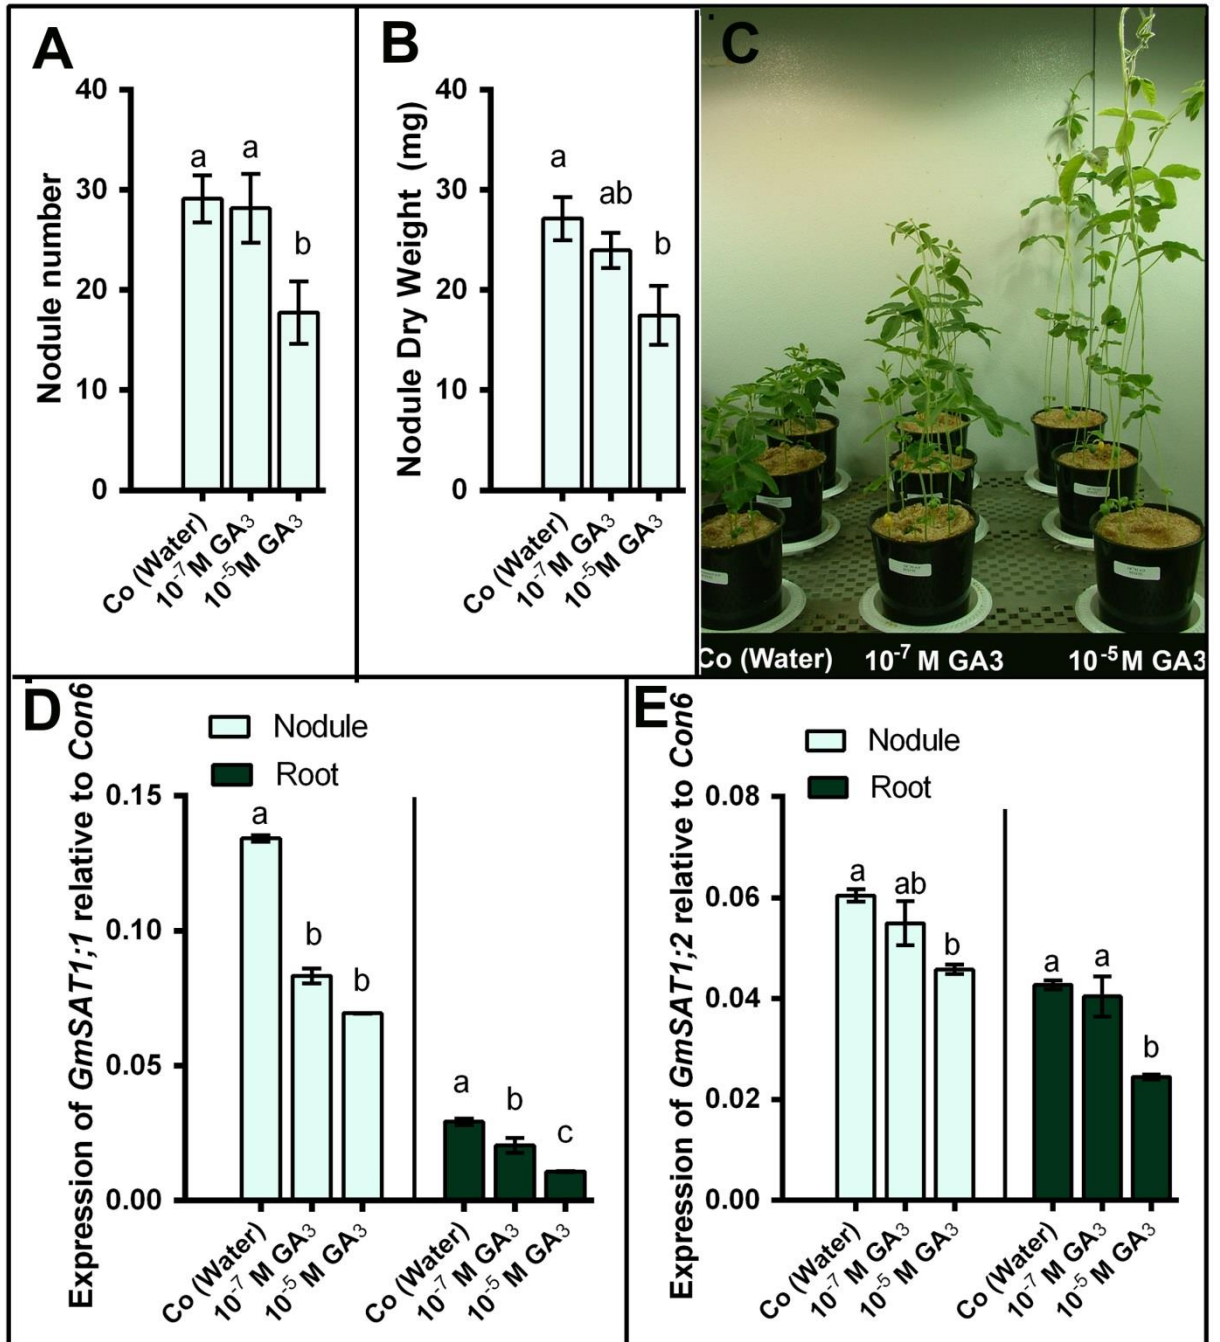 A
Nodule number
40
30
20
10
0
a
a
b
Co (Water)
10⁻⁷M GA₃
10⁻⁵M GA₃
B
Nodule Dry Weight (mg)
40
30
20
10
0
a
ab
b
Co (Water)
10⁻⁷M GA₃
10⁻⁵M GA₃
C
Co (Water)
10⁻⁷ M GA3
10⁻⁵M GA3
D
Expression of GmSAT1;1 relative to Con6
Nodule
Root
0.15
0.10
0.05
0.00
a
b
b
a
b
c
Co (Water)
10⁻⁷ M GA₃
10⁻⁵ M GA₃
Co (Water)
10⁻⁷ M GA₃
10⁻⁵ M GA₃
E
Expression of GmSAT1;2 relative to Con6
Nodule
Root
0.08
0.06
0.04
0.02
0.00
a
ab
b
a
a
b
Co (Water)
10⁻⁷ M GA₃
10⁻⁵ M GA₃
Co (Water)
10⁻⁷ M GA₃
10⁻⁵ M GA₃